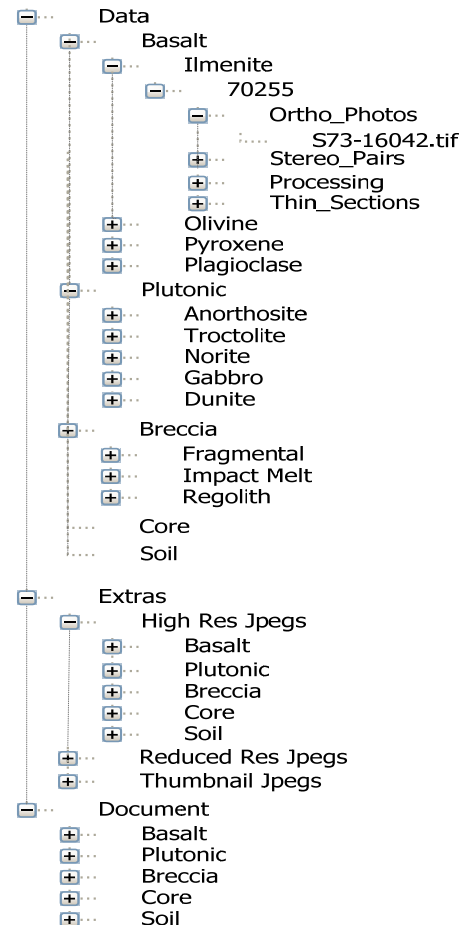 Data
Basalt
Ilmenite
70255
Ortho_Photos
S73-16042.tif
Stereo_Pairs
Processing
Thin_Sections
Olivine
Pyroxene
Plagioclase
Plutonic
Anorthosite
Troctolite
Norite
Gabbro
Dunite
Breccia
Fragmental
Impact Melt
Regolith
Core
Soil
Extras
High Res Jpegs
Basalt
Plutonic
Breccia
Core
Soil
Reduced Res Jpegs
Thumbnail Jpegs
Document
Basalt
Plutonic
Breccia
Core
Soil